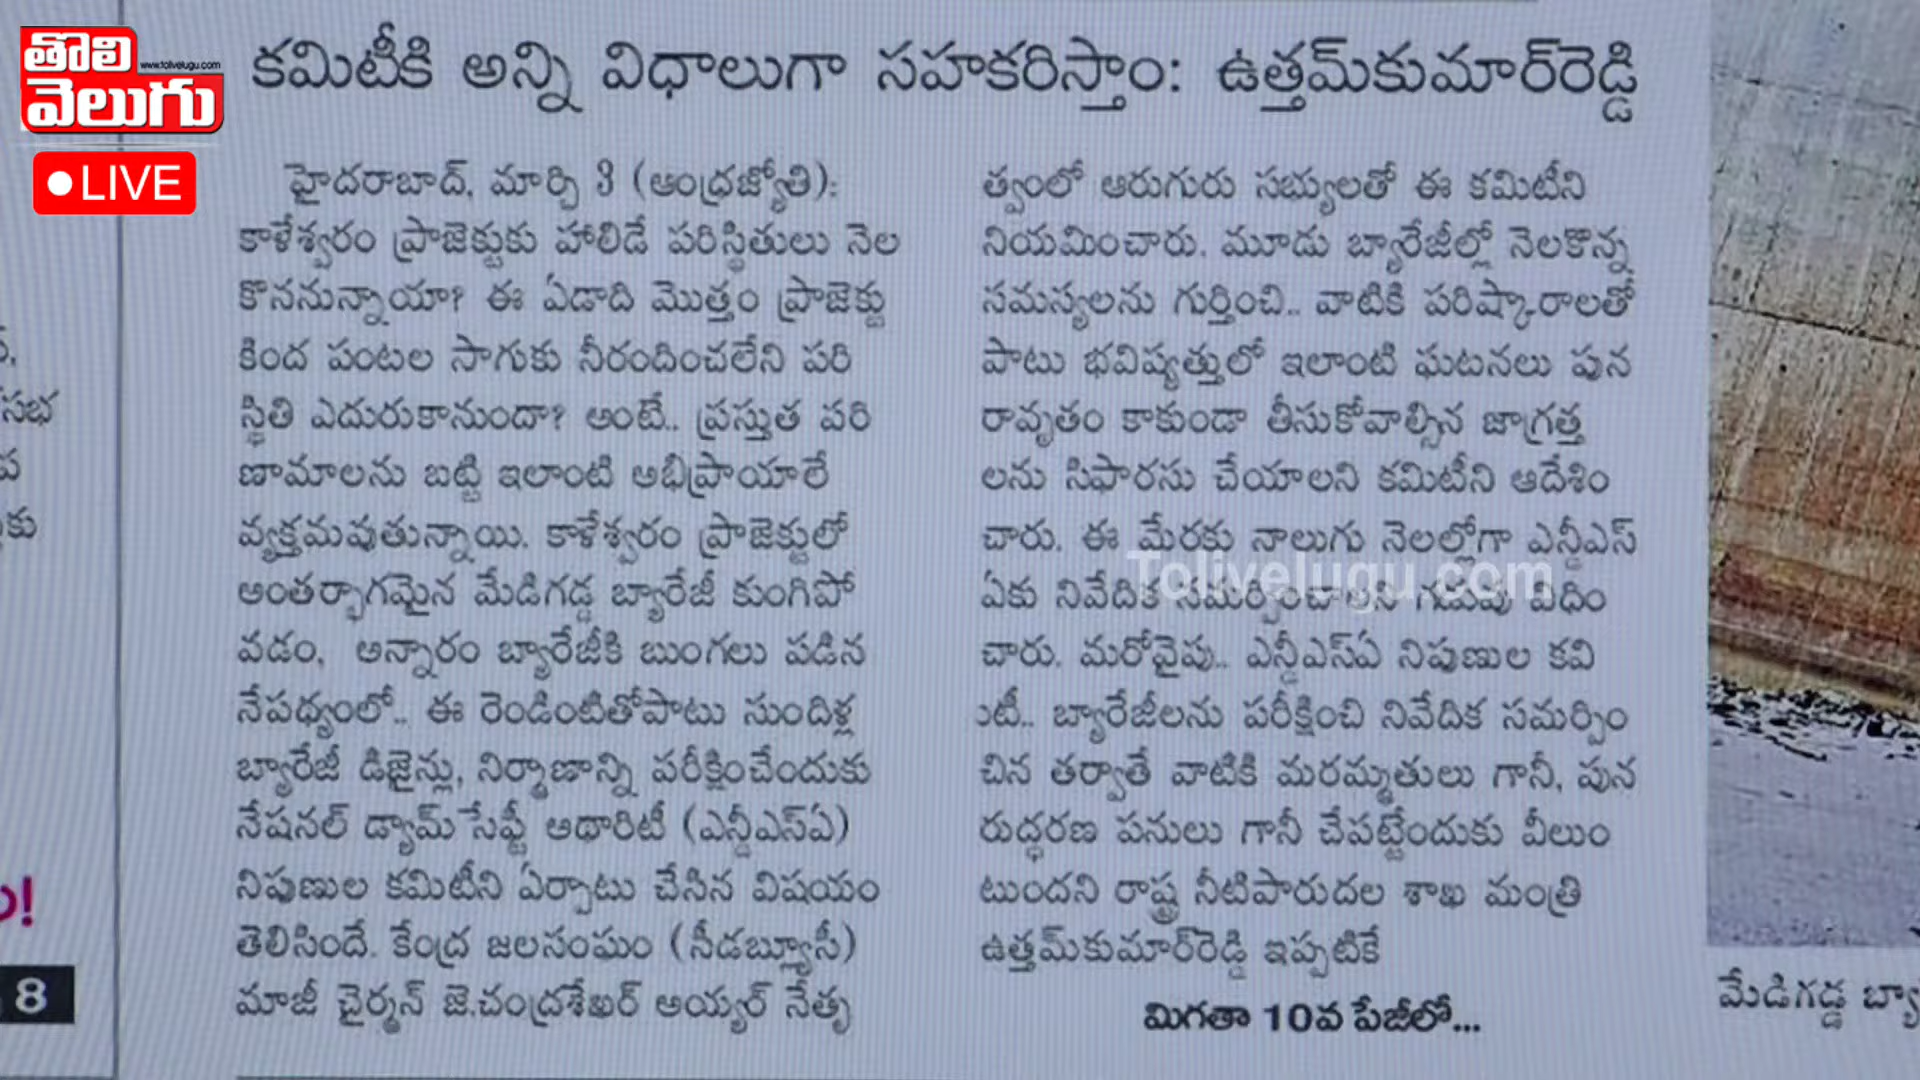 తొలి
www.tolivelugu.com
వెలుగు
LIVE
కమిటీకి అన్ని విధాలుగా సహకరిస్తాం: ఉత్తమ్‌కుమార్‌రెడ్డి
హైదరాబాద్, మార్చి 3 (ఆంధ్రజ్యోతి):
కాళేశ్వరం ప్రాజెక్టుకు హాలిడే పరిస్థితులు నెల
కొననున్నాయా? ఈ ఏడాది మొత్తం ప్రాజెక్టు
కింద పంటల సాగుకు నీరందించలేని పరి
స్థితి ఎదురుకానుందా? అంటే.. ప్రస్తుత పరి
ణామాలను బట్టి ఇలాంటి అభిప్రాయాలే
వ్యక్తమవుతున్నాయి. కాళేశ్వరం ప్రాజెక్టులో
అంతర్భాగమైన మేడిగడ్డ బ్యారేజీ కుంగిపో
వడం, అన్నారం బ్యారేజీకి బుంగలు పడిన
నేపథ్యంలో.. ఈ రెండింటితోపాటు సుందిళ్ల
బ్యారేజీ డిజైన్లు, నిర్మాణాన్ని పరీక్షించేందుకు
నేషనల్ డ్యామ్ సేఫ్టీ అథారిటీ (ఎన్డీఎస్ఏ)
నిపుణుల కమిటీని ఏర్పాటు చేసిన విషయం
తెలిసిందే. కేంద్ర జలసంఘం (సీడబ్ల్యూసీ)
మాజీ చైర్మన్ జె.చంద్రశేఖర్ అయ్యర్ నేతృ
త్వంలో ఆరుగురు సభ్యులతో ఈ కమిటీని
నియమించారు. మూడు బ్యారేజీల్లో నెలకొన్న
సమస్యలను గుర్తించి.. వాటికి పరిష్కారాలతో
పాటు భవిష్యత్తులో ఇలాంటి ఘటనలు పున
రావృతం కాకుండా తీసుకోవాల్సిన జాగ్రత్త
లను సిఫారసు చేయాలని కమిటీని ఆదేశిం
చారు. ఈ మేరకు నాలుగు నెలల్లోగా ఎన్డీఎస్
ఏకు నివేదిక సమర్పించాలని గడువు విధిం
చారు. మరోవైపు.. ఎన్డీఎస్ఏ నిపుణుల కమి
టీ.. బ్యారేజీలను పరీక్షించి నివేదిక సమర్పిం
చిన తర్వాతే వాటికి మరమ్మతులు గానీ, పున
రుద్ధరణ పనులు గానీ చేపట్టేందుకు వీలుం
టుందని రాష్ట్ర నీటిపారుదల శాఖ మంత్రి
ఉత్తమ్‌కుమార్‌రెడ్డి ఇప్పటికే
మిగతా 10వ పేజీలో...
Tolivelugu.com
మేడిగడ్డ బ్యా
8